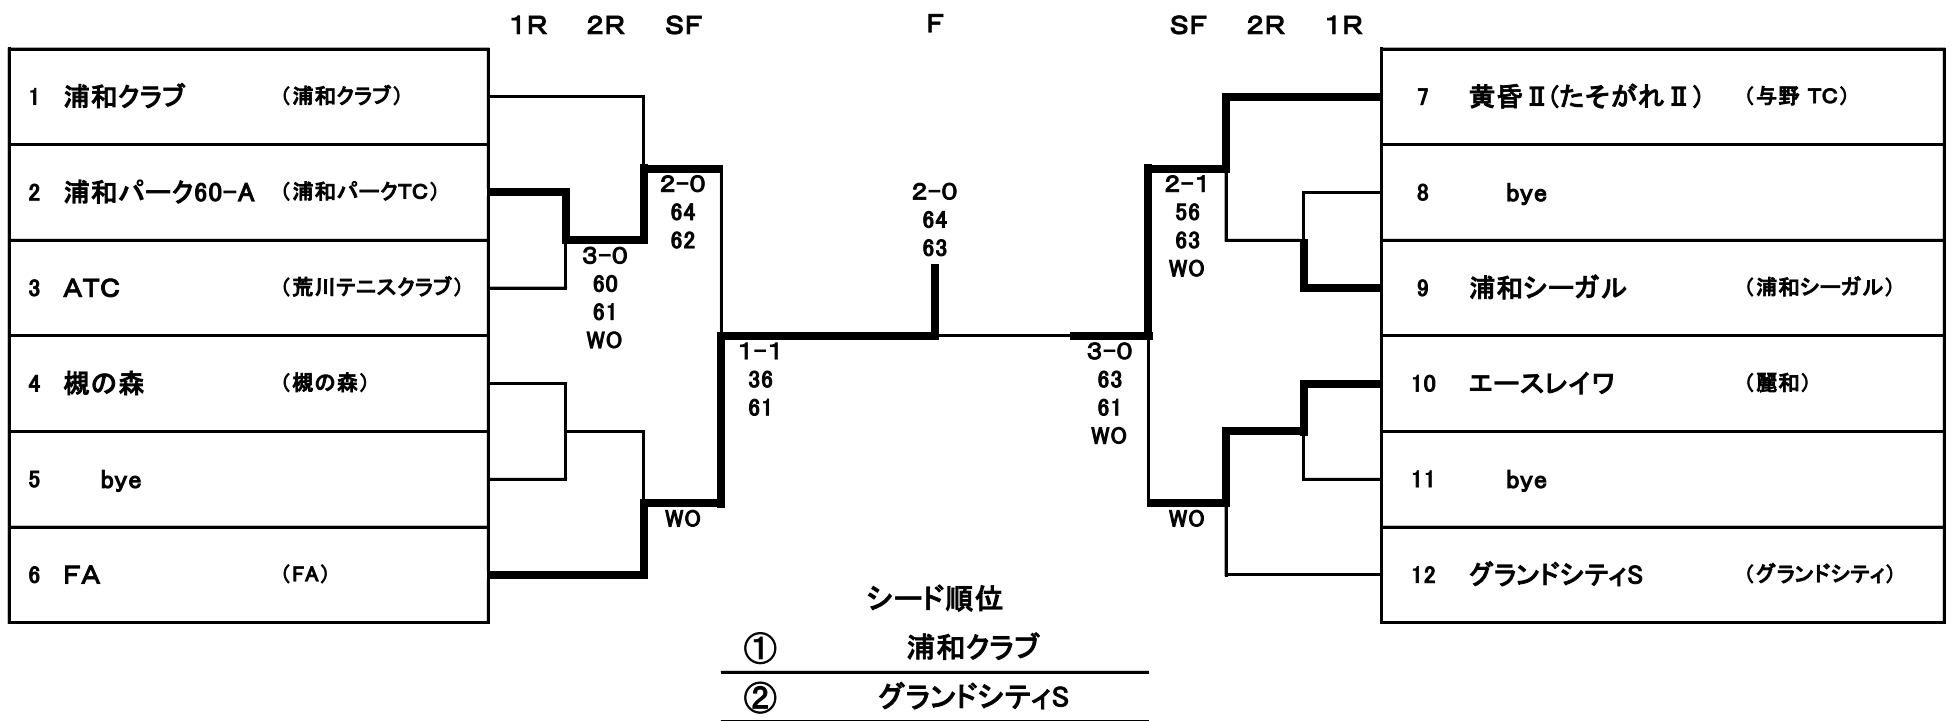 1R 2R SF F SF 2R 1R
1 浦和クラブ (浦和クラブ)
2 浦和パーク60-A (浦和パークTC)
3 ATC (荒川テニスクラブ)
4 槻の森 (槻の森)
5 bye
6 FA (FA)
3-0
60
61
WO
2-0
64
62
WO
1-1
36
61
2-0
64
63
3-0
63
61
WO
2-1
56
63
WO
WO
7 黄昏Ⅱ(たそがれⅡ) (与野 TC)
8 bye
9 浦和シーガル (浦和シーガル)
10 エースレイワ (麗和)
11 bye
12 グランドシティS (グランドシティ)
シード順位
① 浦和クラブ
② グランドシティS